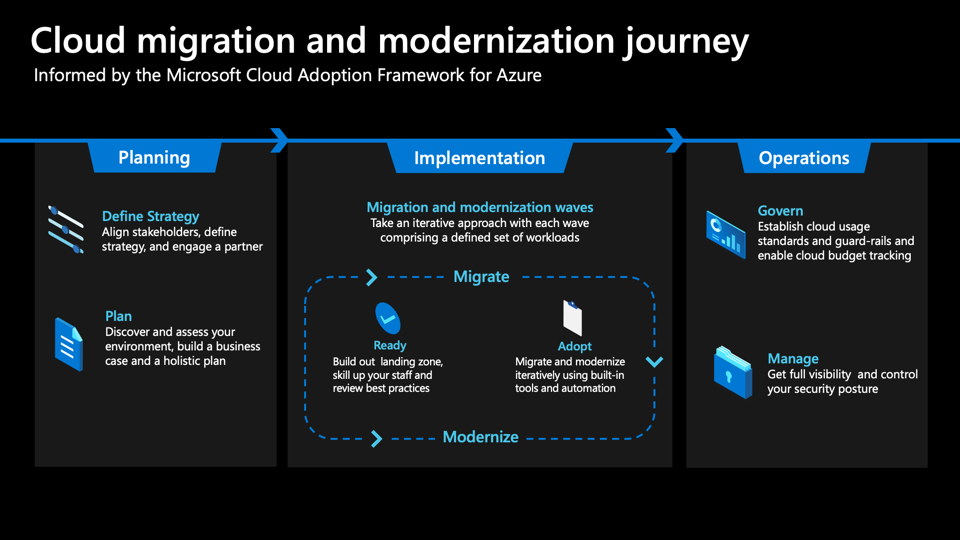 Cloud migration and modernization journey
Informed by the Microsoft Cloud Adoption Framework for Azure
Planning
Define Strategy
Align stakeholders, define
strategy, and engage a partner
Plan
Discover and assess your
environment, build a business
case and a holistic plan
Implementation
Migration and modernization waves
Take an iterative approach with each wave
comprising a defined set of workloads
Migrate
Ready
Build out landing zone,
skill up your staff and
review best practices
Adopt
Migrate and modernize
iteratively using built-in
tools and automation
Modernize
Operations
Govern
Establish cloud usage
standards and guard-rails and
enable cloud budget tracking
Manage
Get full visibility and control
your security posture